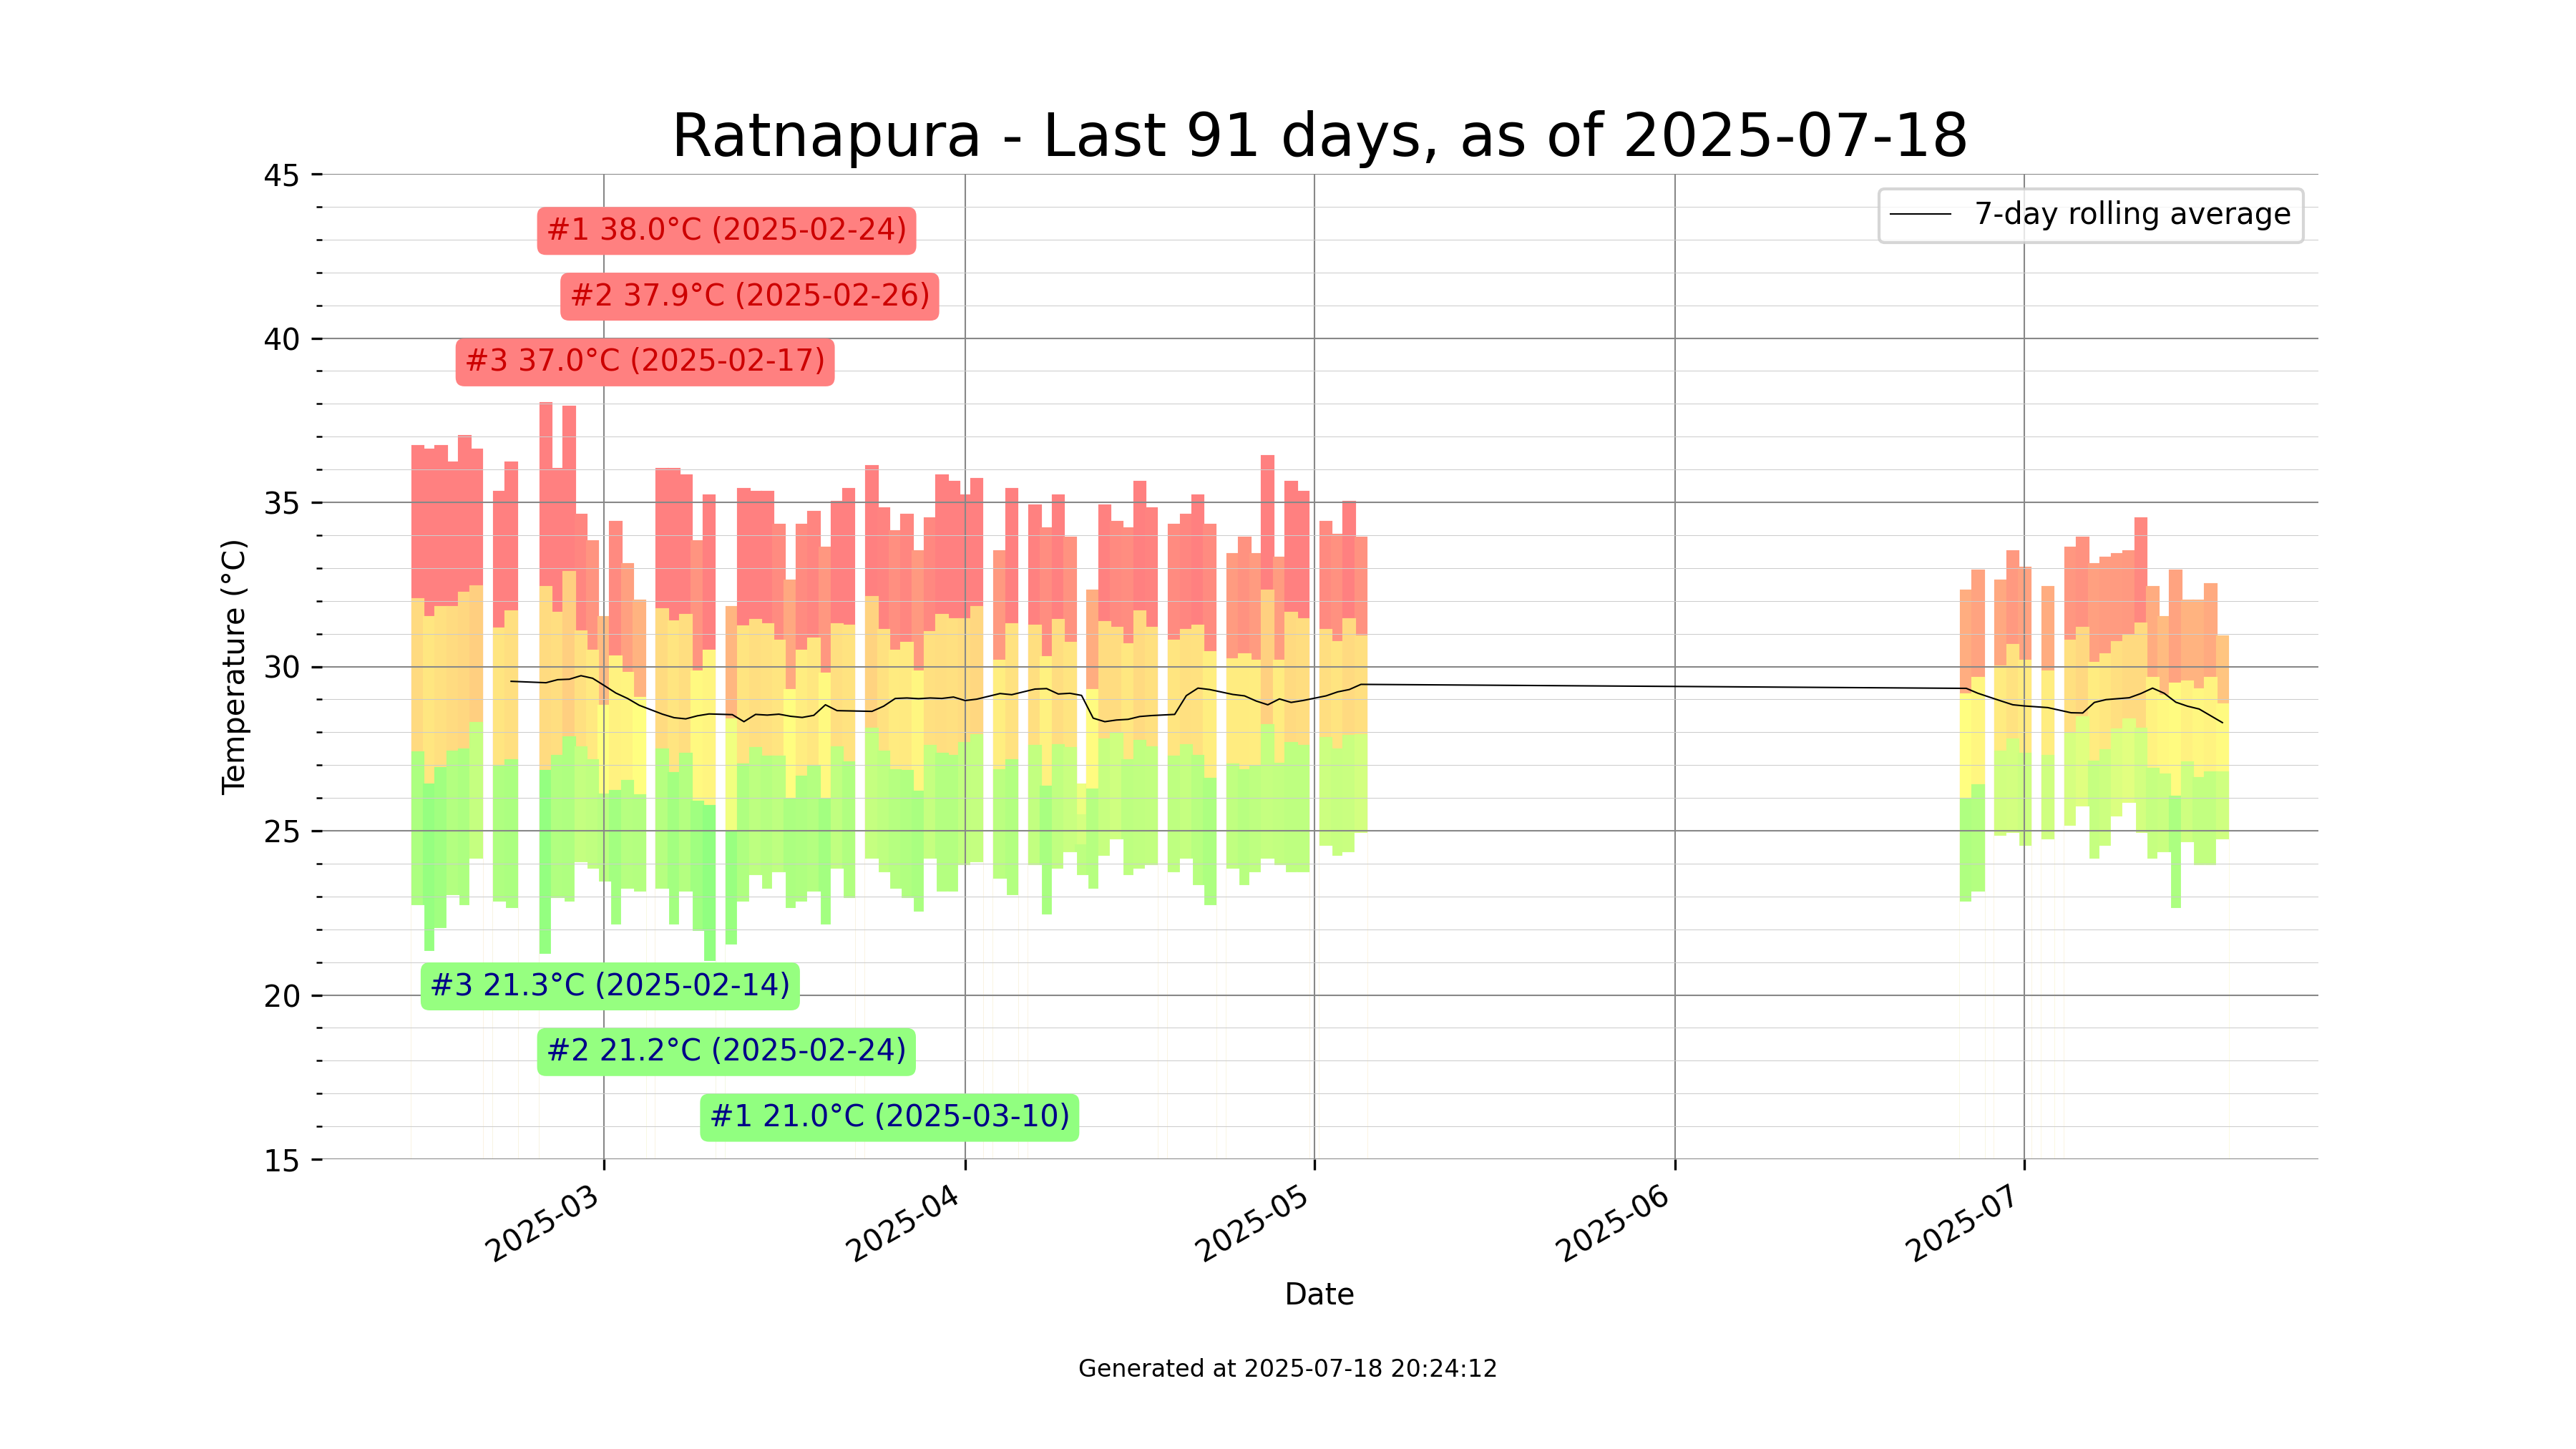 Ratnapura - Last 91 days, as of 2025-07-18
45
40
35
30
25
20
15
Temperature (°C)
7-day rolling average
#1 38.0°C (2025-02-24)
#2 37.9°C (2025-02-26)
#3 37.0°C (2025-02-17)
#3 21.3°C (2025-02-14)
#2 21.2°C (2025-02-24)
#1 21.0°C (2025-03-10)
2025-03
2025-04
2025-05
2025-06
2025-07
Date
Generated at 2025-07-18 20:24:12